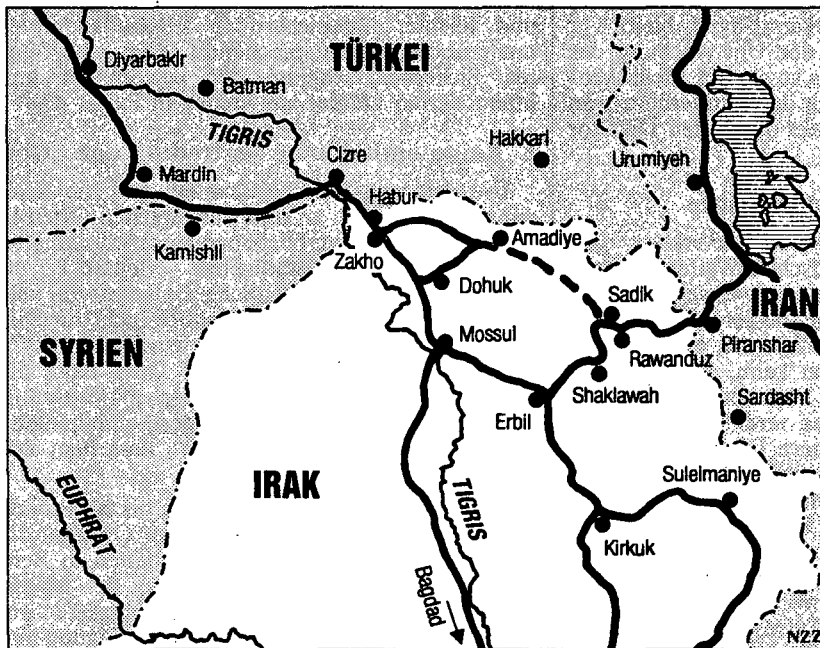 Diyarbakir
TÜRKEI
Batman
TIGRIS
Hakkari
Cizre
Urumiyeh
Mardin
Habur
Kamishli
Amadiye
Zakho
Dohuk
Sadik
IRAN
SYRIEN
Mossul
Rawanduz
Piranshar
Shaklawah
Sardasht
Erbil
IRAK
Suleimaniye
EUPHRAT
TIGRIS
Kirkuk
Bagdad
NZZ